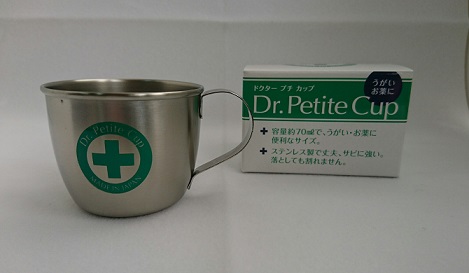 Dr. Petite Cup
MADE IN JAPAN
うがい
お薬に
ドクター プチ カップ
Dr. Petite Cup
容量約70mlで、うがい・お薬に
便利なサイズ。
ステンレス製で丈夫、サビに強い。
落としても割れません。